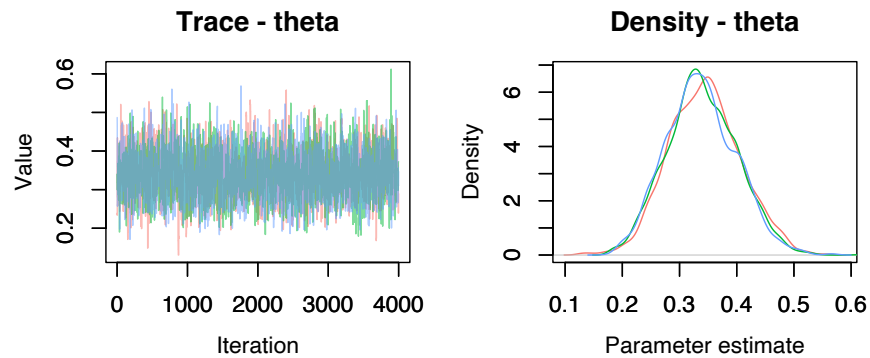 Trace - theta
Value
0.2 0.4 0.6
0 1000 2000 3000 4000
Iteration
Density - theta
Density
0 2 4 6
0.1 0.2 0.3 0.4 0.5 0.6
Parameter estimate